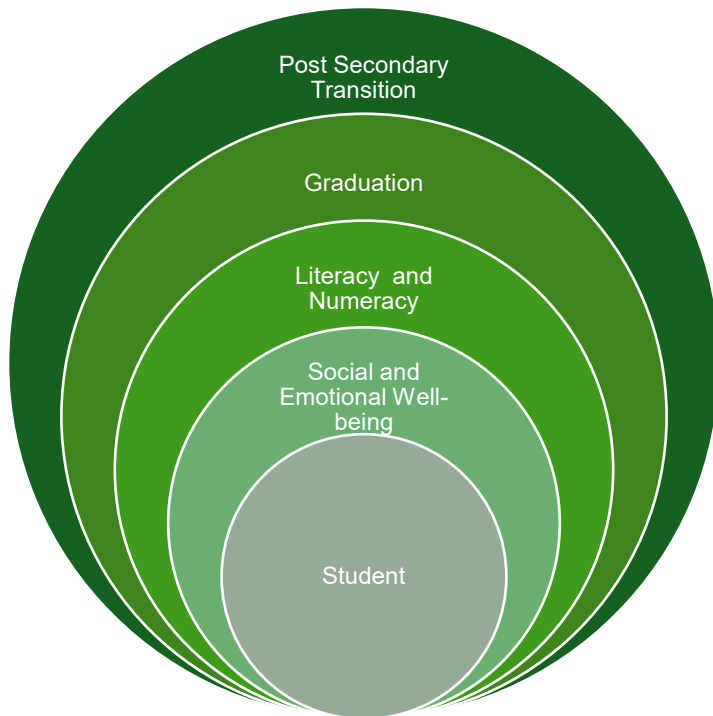 Post Secondary
Transition
Graduation
Literacy  and
Numeracy
Social and
Emotional Well-
being
Student